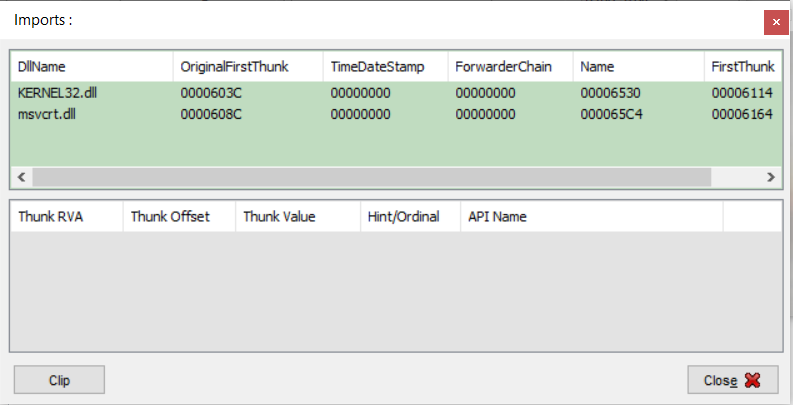 Imports :
DllName OriginalFirstThunk TimeDateStamp ForwarderChain Name FirstThunk
KERNEL32.dll 0000603C 00000000 00000000 00006530 00006114
msvcrt.dll 0000608C 00000000 00000000 000065C4 00006164
Thunk RVA Thunk Offset Thunk Value Hint/Ordinal API Name
Clip Close